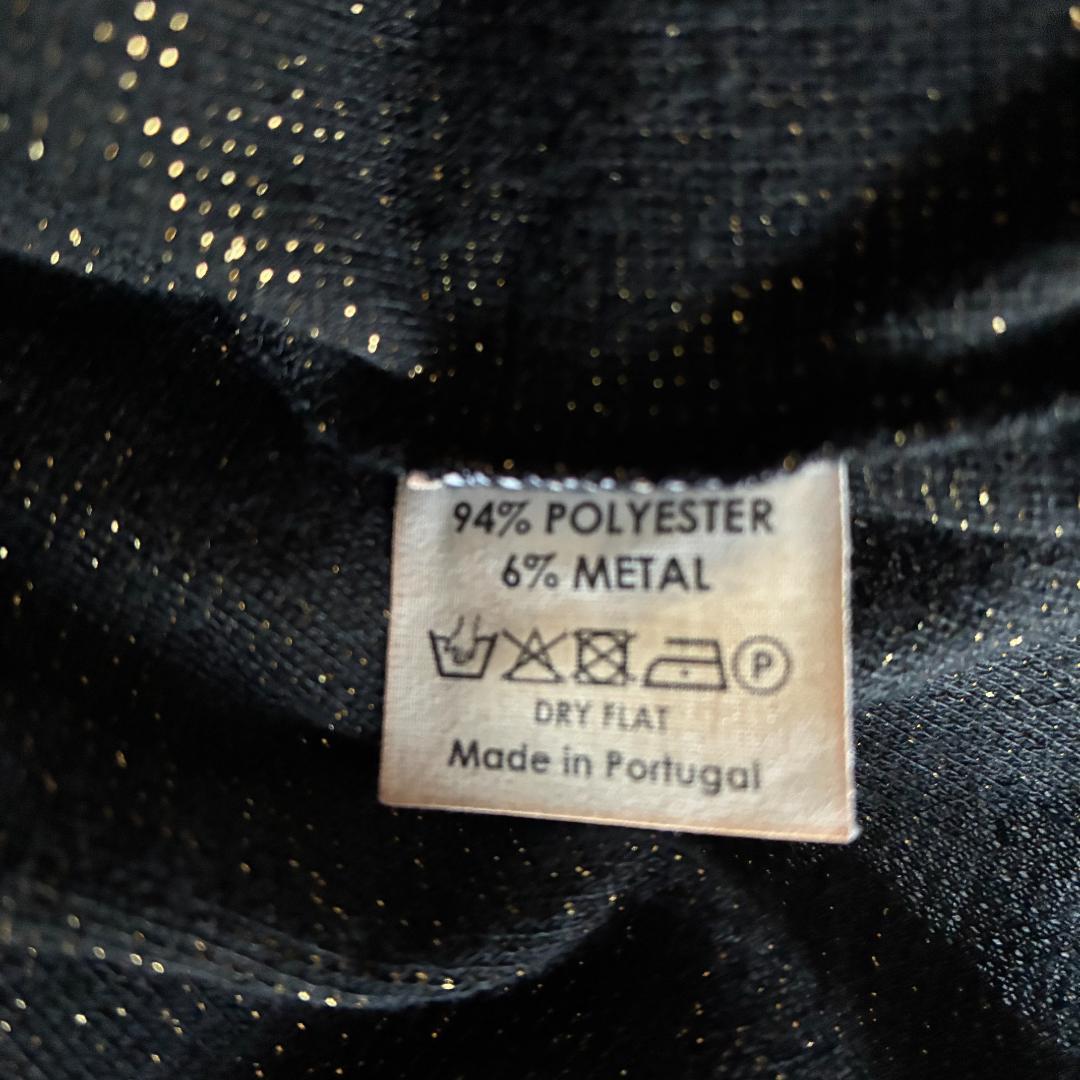 94% POLYESTER
6% METAL
P
DRY FLAT
Made in Portugal